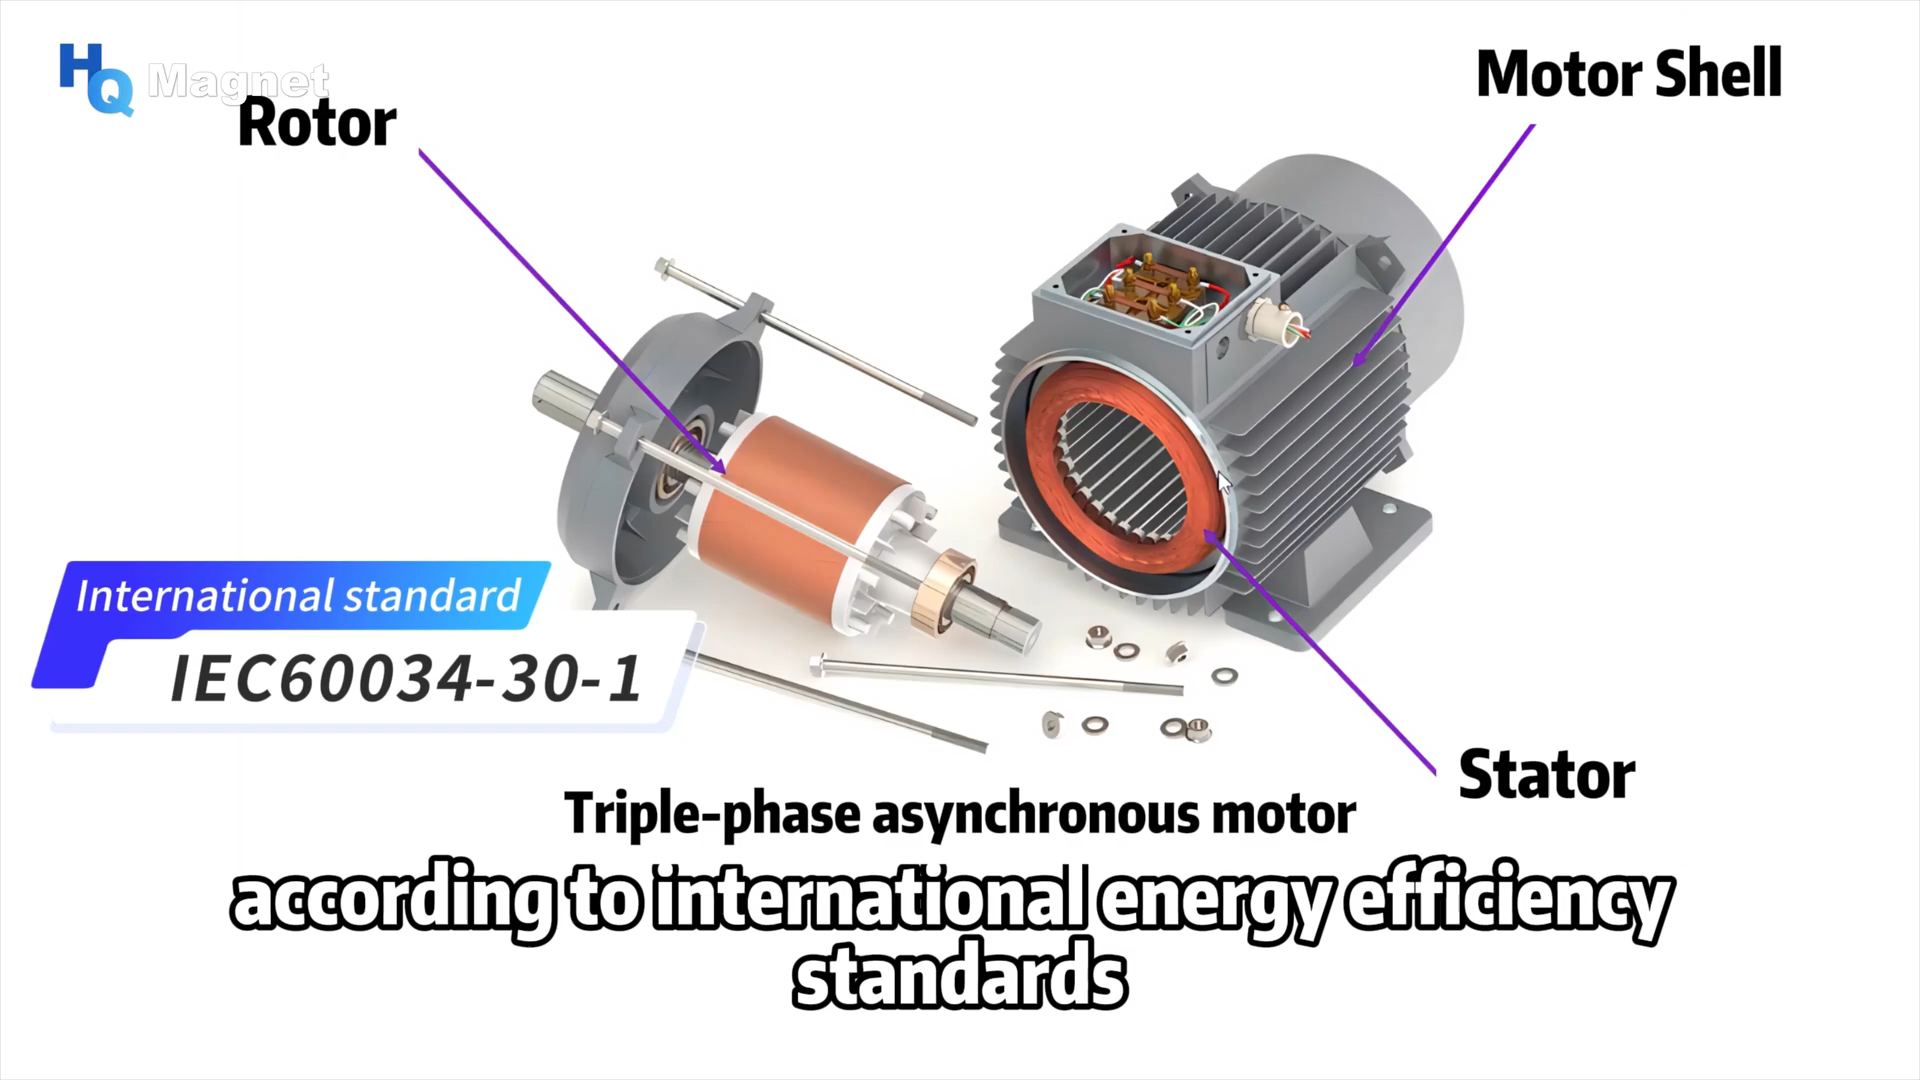 HQ Magnet
Rotor
Motor Shell
International standard
IEC60034-30-1
Stator
Triple-phase asynchronous motor
according to international energy efficiency
standards